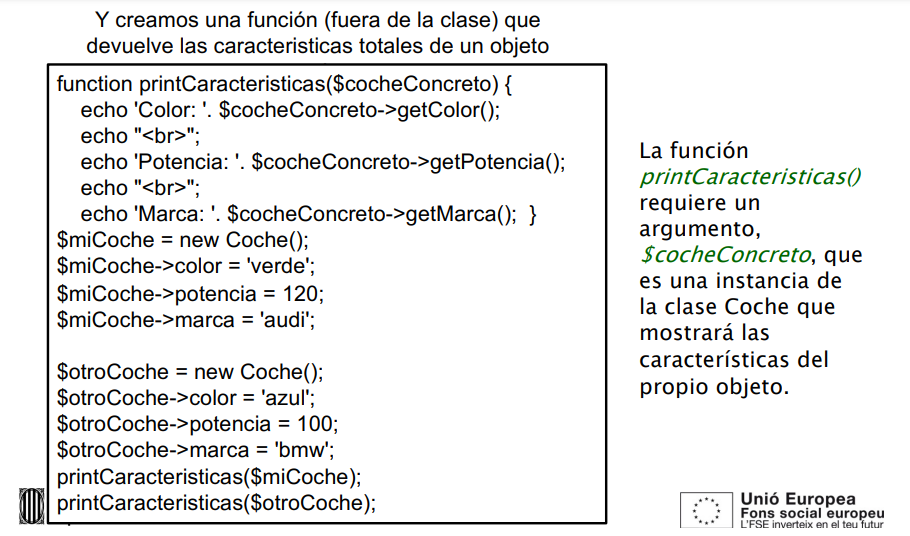 Y creamos una función (fuera de la clase) que
devuelve las caracteristicas totales de un objeto
function printCaracteristicas($cocheConcreto) {
echo 'Color: '. $cocheConcreto->getColor();
echo "<br>";
echo 'Potencia: '. $cocheConcreto->getPotencia();
echo "<br>";
echo 'Marca: '. $cocheConcreto->getMarca();  }
$miCoche = new Coche();
$miCoche->color = 'verde';
$miCoche->potencia = 120;
$miCoche->marca = 'audi';
$otroCoche = new Coche();
$otroCoche->color = 'azul';
$otroCoche->potencia = 100;
$otroCoche->marca = 'bmw';
printCaracteristicas($miCoche);
printCaracteristicas($otroCoche);
La función
printCaracteristicas()
requiere un
argumento,
$cocheConcreto, que
es una instancia de
la clase Coche que
mostrará las
características del
propio objeto.
Unió Europea
Fons social europeu
L'FSE inverteix en el teu futur